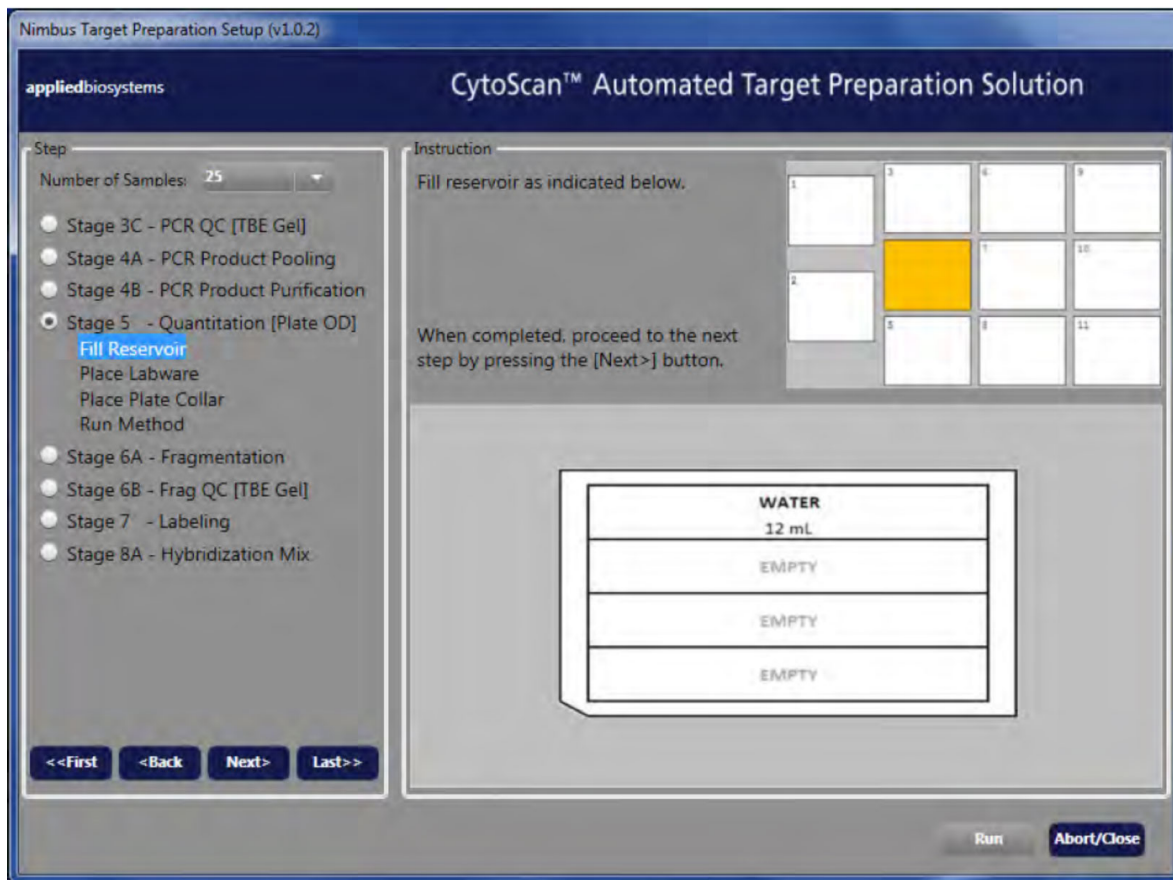 Nimbus Target Preparation Setup (v1.0.2)
appliedbiosystems
CytoScan™ Automated Target Preparation Solution
Step
Number of Samples: 25
Stage 3C - PCR QC [TBE Gel]
Stage 4A - PCR Product Pooling
Stage 4B - PCR Product Purification
Stage 5 - Quantitation [Plate OD]
Fill Reservoir
Place Labware
Place Plate Collar
Run Method
Stage 6A - Fragmentation
Stage 6B - Frag QC [TBE Gel]
Stage 7 - Labeling
Stage 8A - Hybridization Mix
<<First <Back Next> Last>>
Instruction
Fill reservoir as indicated below.
When completed, proceed to the next
step by pressing the [Next>] button.
1 3 6 9
2 7 10
5 8 11
WATER
12 mL
EMPTY
EMPTY
EMPTY
Run Abort/Close